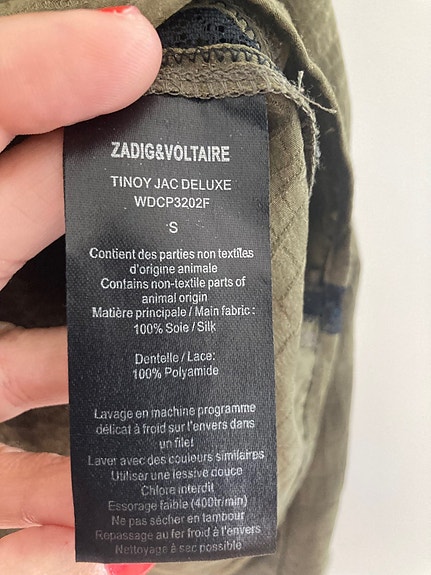 ZADIG&VOLTAIRE
TINOY JAC DELUXE
WDCP3202F
S
Contient des parties non textiles
d'origine animale
Contains non-textile parts of
animal origin
Matière principale / Main fabric :
100% Soie / Silk
Dentelle / Lace:
100% Polyamide
Lavage en machine programme
délicat à froid sur l'envers dans
un filet
Laver avec des couleurs similaires
Utiliser une lessive douce
Chlore interdit
Essorage faible (400tr/min)
Ne pas sécher en tambour
Repassage au fer froid à l'envers
Nettoyage à sec possible